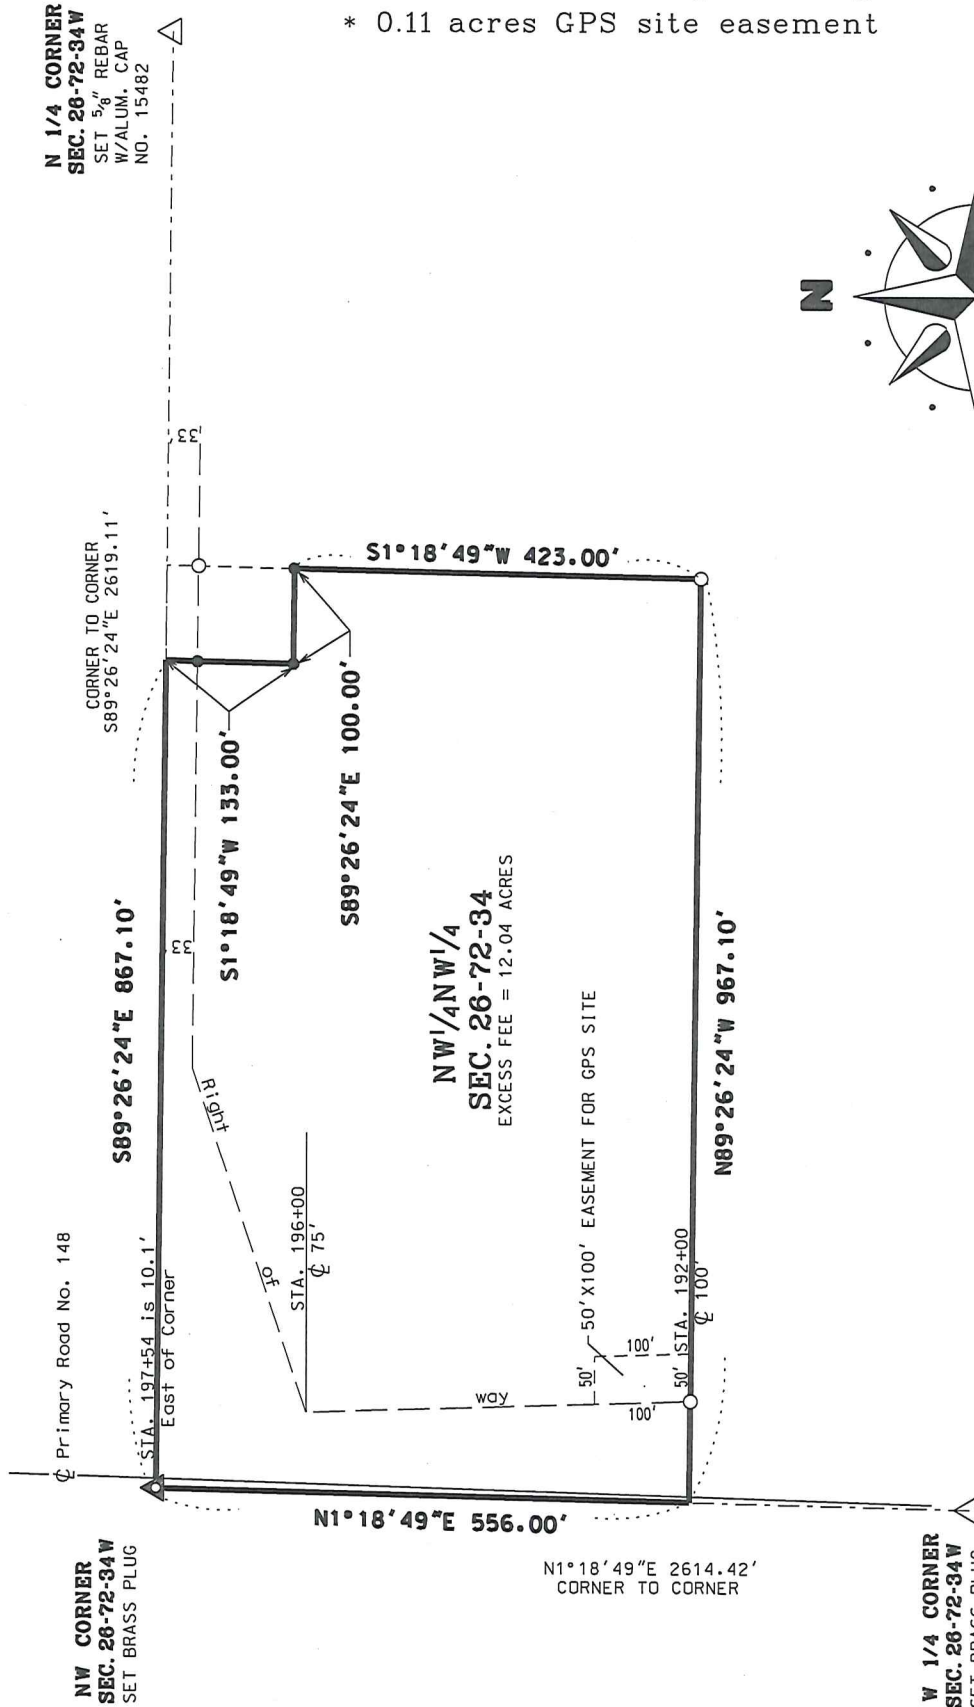 * 0.11 acres GPS site easement
N 1/4 CORNER
SEC. 26-72-34W
SET 5/8" REBAR
W/ALUM. CAP
NO. 15482
N
33'
CORNER TO CORNER
S89°26'24"E 2619.11'
S1°18'49"W 423.00'
S1°18'49"W 133.00'
S89°26'24"E 100.00'
S89°26'24"E 867.10'
33'
NW1/4NW1/4
SEC. 26-72-34
EXCESS FEE = 12.04 ACRES
N89°26'24"W 967.10'
Right
of
way
℄ Primary Road No. 148
STA. 197+54 is 10.1'
East of Corner
STA. 196+00
℄ 75'
50'X100' EASEMENT FOR GPS SITE
50'
100'
50'
100'
STA. 192+00
℄ 100'
N1°18'49"E 556.00'
NW CORNER
SEC. 26-72-34W
SET BRASS PLUG
N1°18'49"E 2614.42'
CORNER TO CORNER
W 1/4 CORNER
SEC. 26-72-34W
SET BRASS PLUG